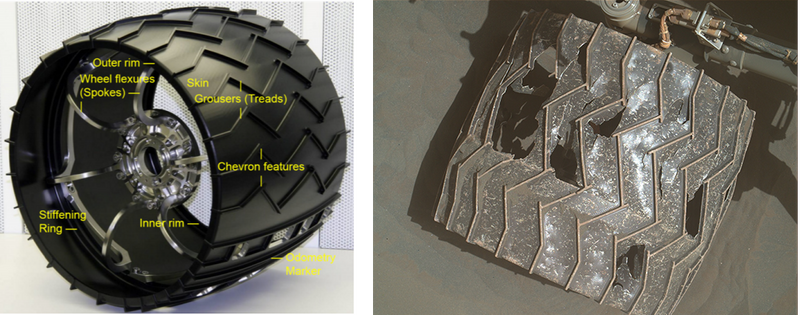 Outer rim
Wheel flexures
(Spokes)
Skin
Grousers (Treads)
Chevron features
Stiffening
Ring
Inner rim
Odometry
Marker